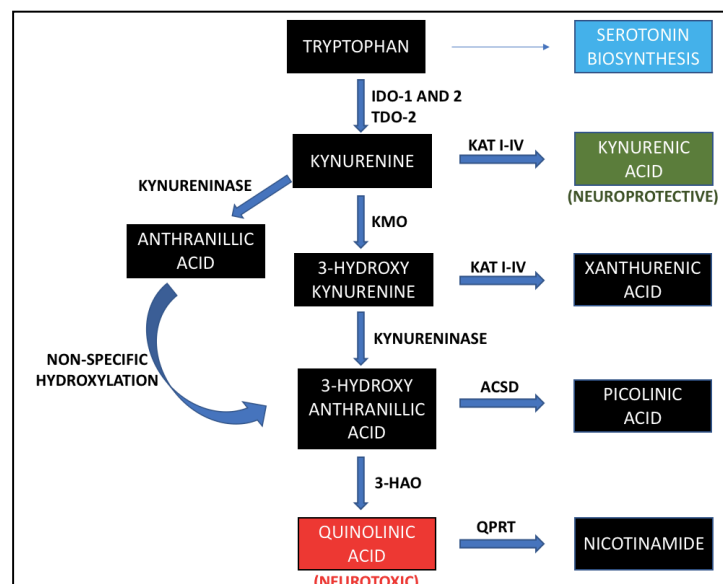 TRYPTOPHAN
SEROTONIN
BIOSYNTHESIS
IDO-1 AND 2
TDO-2
KYNURENINE
KAT I-IV
KYNURENIC
ACID
(NEUROPROTECTIVE)
KYNURENINASE
KMO
ANTHRANILLIC
ACID
3-HYDROXY
KYNURENINE
KAT I-IV
XANTHURENIC
ACID
KYNURENINASE
NON-SPECIFIC
HYDROXYLATION
3-HYDROXY
ANTHRANILLIC
ACID
ACSD
PICOLINIC
ACID
3-HAO
QUINOLINIC
ACID
(NEUROTOXIC)
QPRT
NICOTINAMIDE